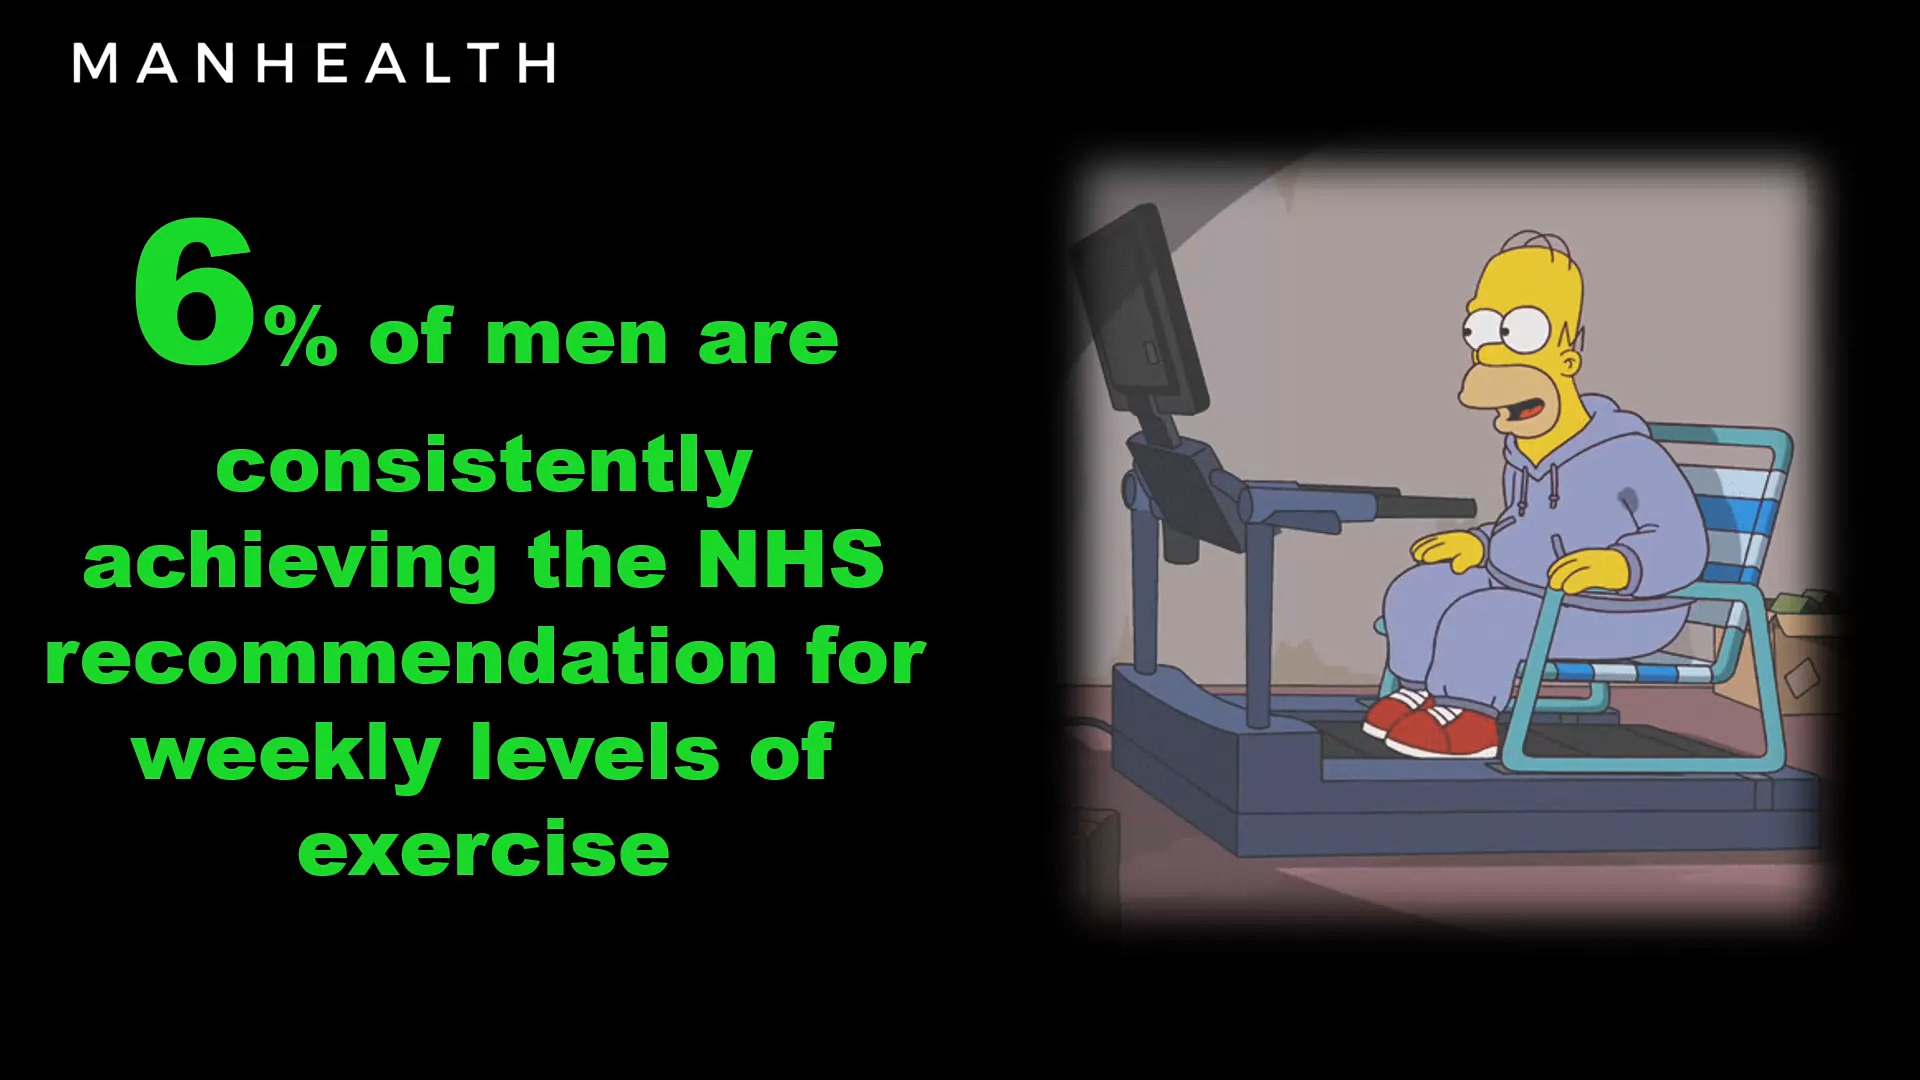 MANHEALTH
6% of men are
consistently
achieving the NHS
recommendation for
weekly levels of
exercise